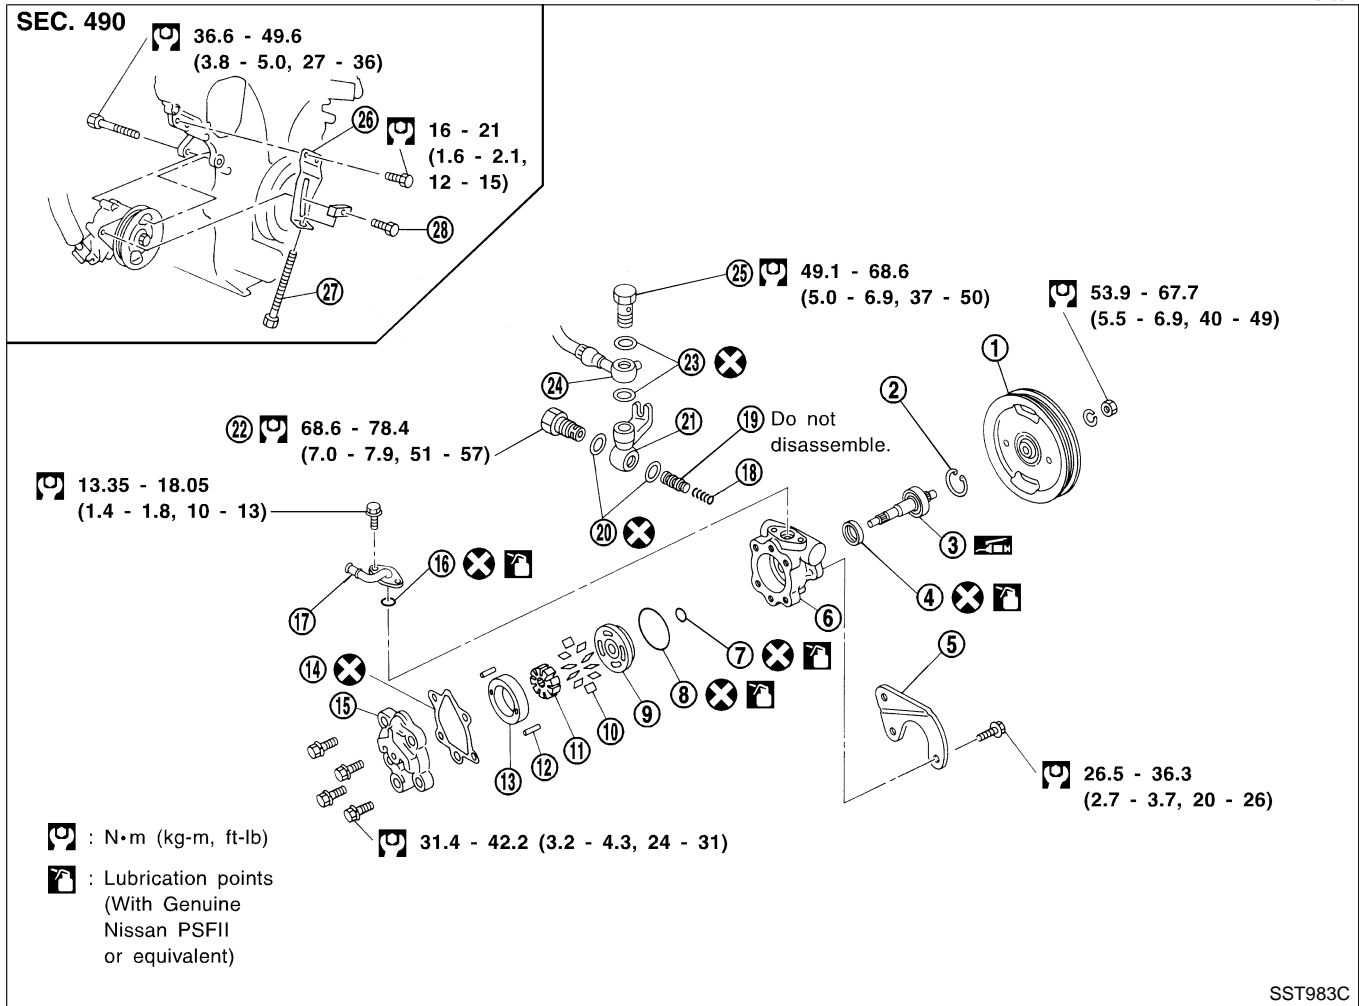 SEC. 490
36.6 - 49.6
(3.8 - 5.0, 27 - 36)
26
16 - 21
(1.6 - 2.1,
12 - 15)
28
27
25
49.1 - 68.6
(5.0 - 6.9, 37 - 50)
53.9 - 67.7
(5.5 - 6.9, 40 - 49)
1
23
24
2
22
68.6 - 78.4
(7.0 - 7.9, 51 - 57)
21
19 Do not
disassemble.
18
13.35 - 18.05
(1.4 - 1.8, 10 - 13)
20
3
16
4
17
6
7
5
14
8
15
9
10
11
12
13
26.5 - 36.3
(2.7 - 3.7, 20 - 26)
31.4 - 42.2 (3.2 - 4.3, 24 - 31)
: N•m (kg-m, ft-lb)
: Lubrication points
(With Genuine
Nissan PSFII
or equivalent)
SST983C